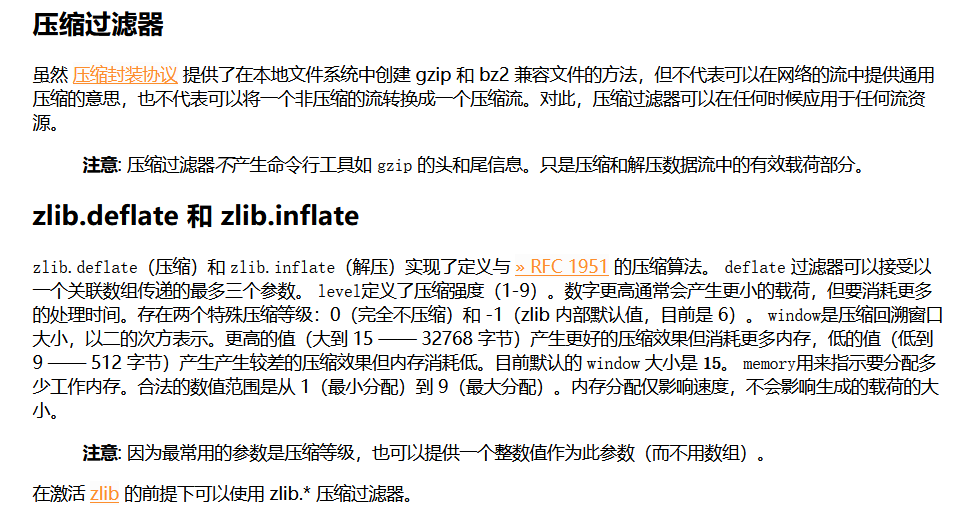 压缩过滤器
虽然 压缩封装协议 提供了在本地文件系统中创建 gzip 和 bz2 兼容文件的方法，但不代表可以在网络的流中提供通用
压缩的意思，也不代表可以将一个非压缩的流转换成一个压缩流。对此，压缩过滤器可以在任何时候应用于任何流资
源。
注意: 压缩过滤器不产生命令行工具如 gzip 的头和尾信息。只是压缩和解压数据流中的有效载荷部分。
zlib.deflate 和 zlib.inflate
zlib.deflate（压缩）和 zlib.inflate（解压）实现了定义与 » RFC 1951 的压缩算法。 deflate 过滤器可以接受以
一个关联数组传递的最多三个参数。 level定义了压缩强度（1-9）。数字更高通常会产生更小的载荷，但要消耗更多
的处理时间。存在两个特殊压缩等级：0（完全不压缩）和 -1（zlib 内部默认值，目前是 6）。 window是压缩回溯窗口
大小，以二的次方表示。更高的值（大到 15 —— 32768 字节）产生更好的压缩效果但消耗更多内存，低的值（低到
9 —— 512 字节）产生产生较差的压缩效果但内存消耗低。目前默认的 window 大小是 15。 memory用来指示要分配多
少工作内存。合法的数值范围是从 1（最小分配）到 9（最大分配）。内存分配仅影响速度，不会影响生成的载荷的大
小。
注意: 因为最常用的参数是压缩等级，也可以提供一个整数值作为此参数（而不用数组）。
在激活 zlib 的前提下可以使用 zlib.* 压缩过滤器。